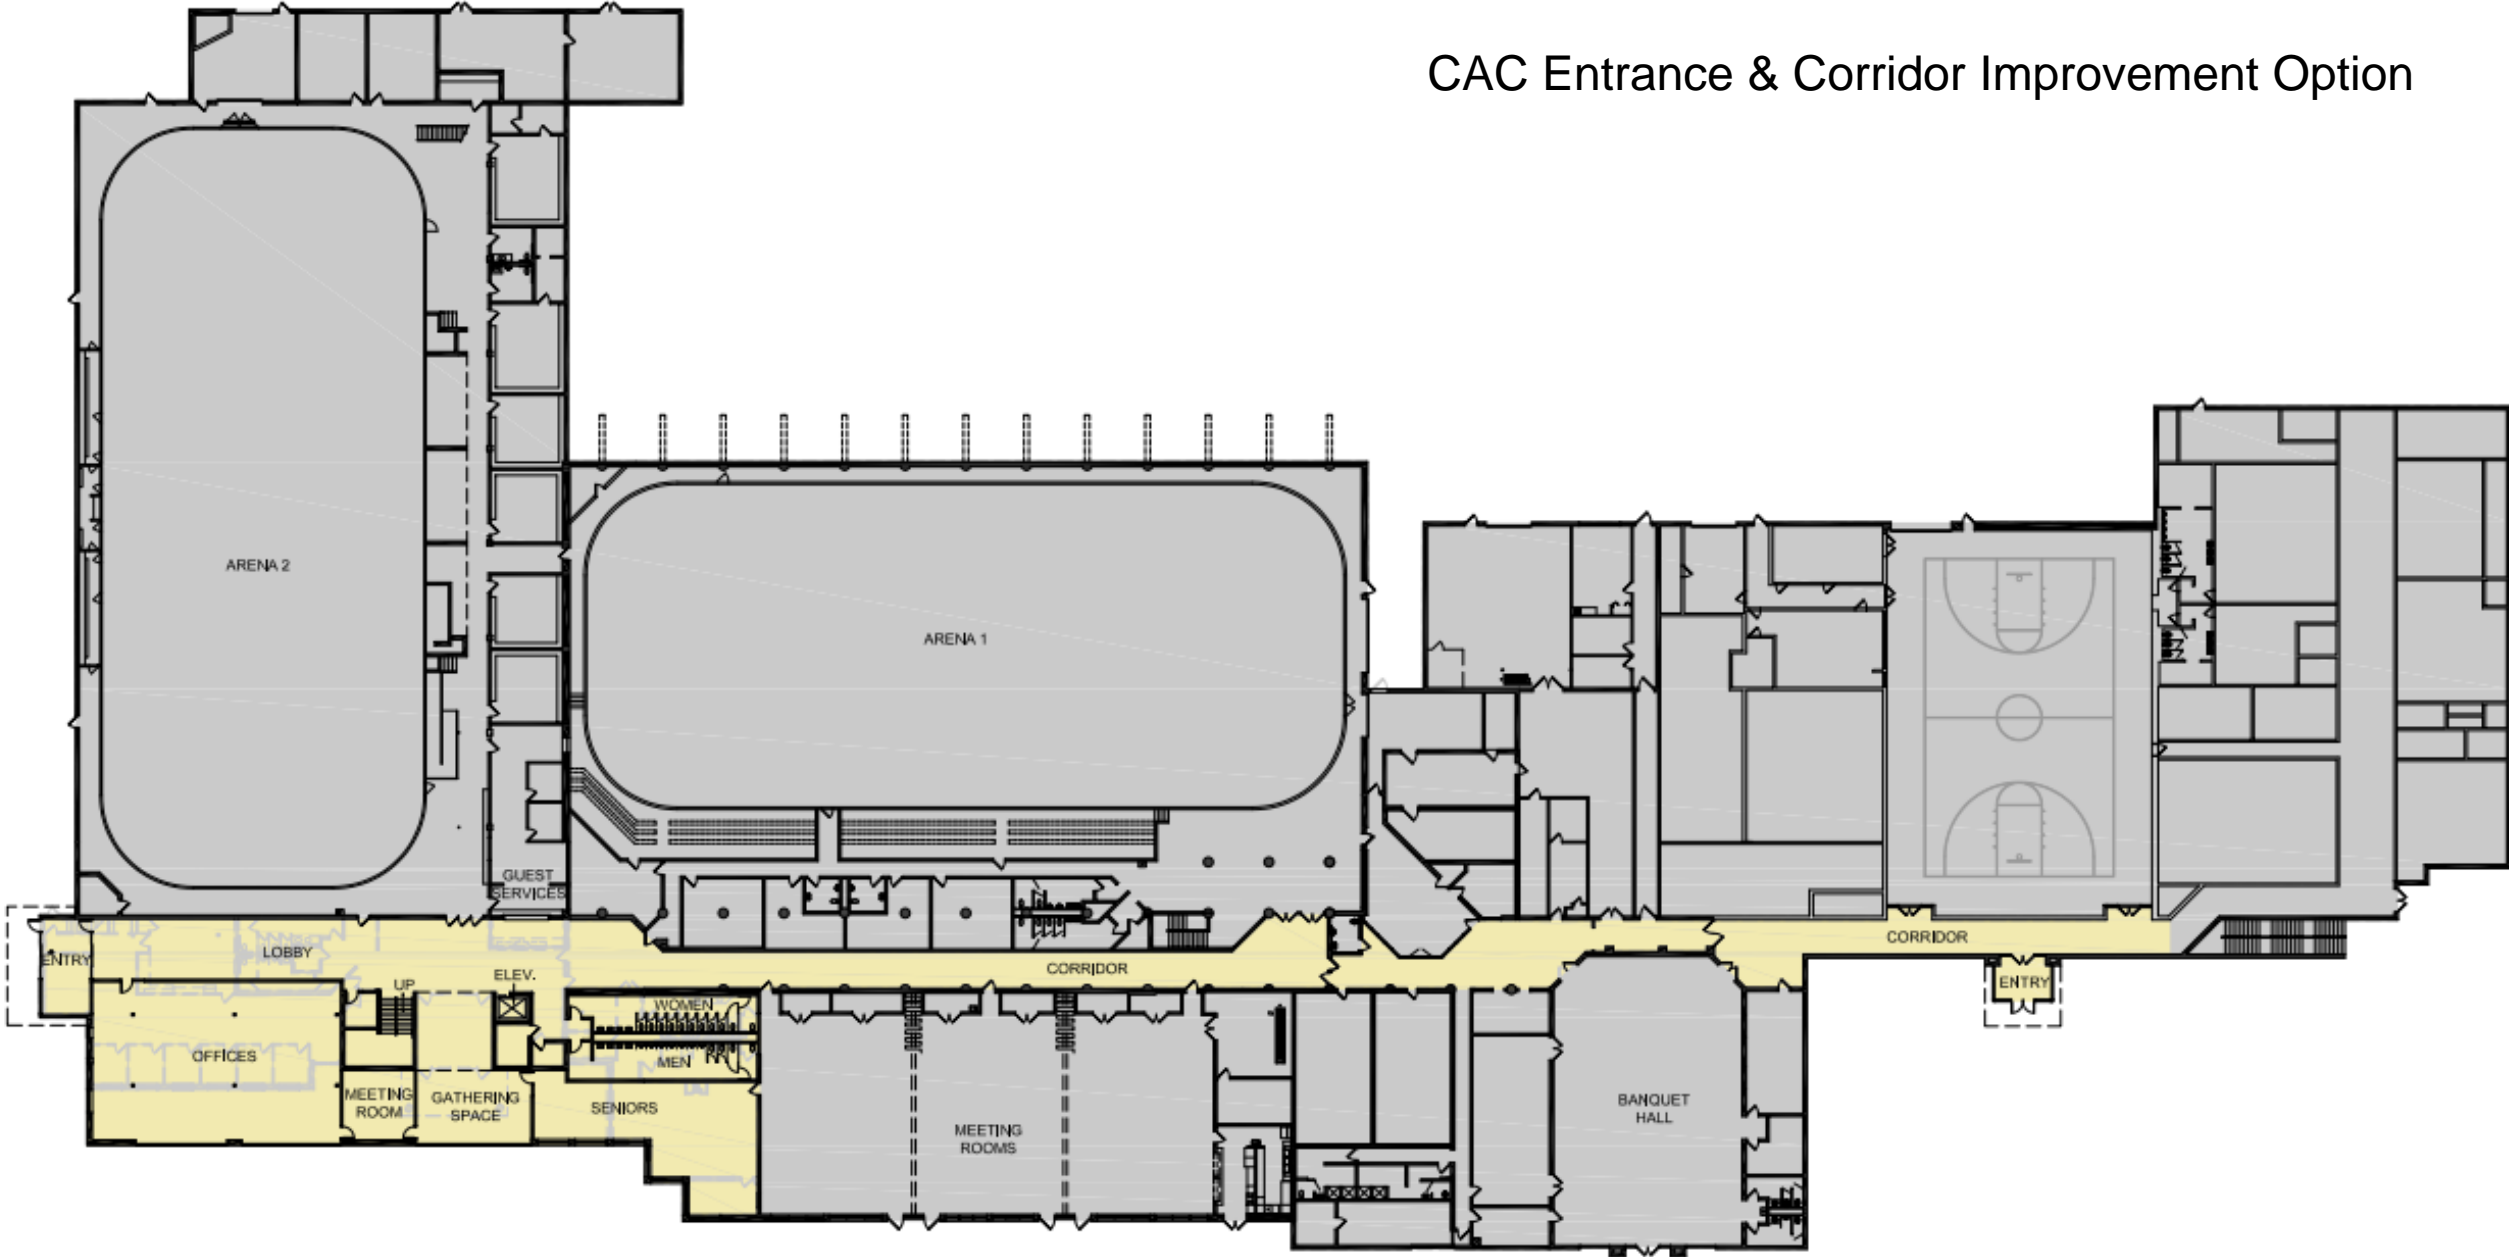 CAC Entrance & Corridor Improvement Option
ARENA 2
ARENA 1
GUEST
SERVICES
ENTRY
LOBBY
UP
ELEV.
CORRIDOR
CORRIDOR
ENTRY
WOMEN
MEN
OFFICES
MEETING
ROOM
GATHERING
SPACE
SENIORS
MEETING
ROOMS
BANQUET
HALL